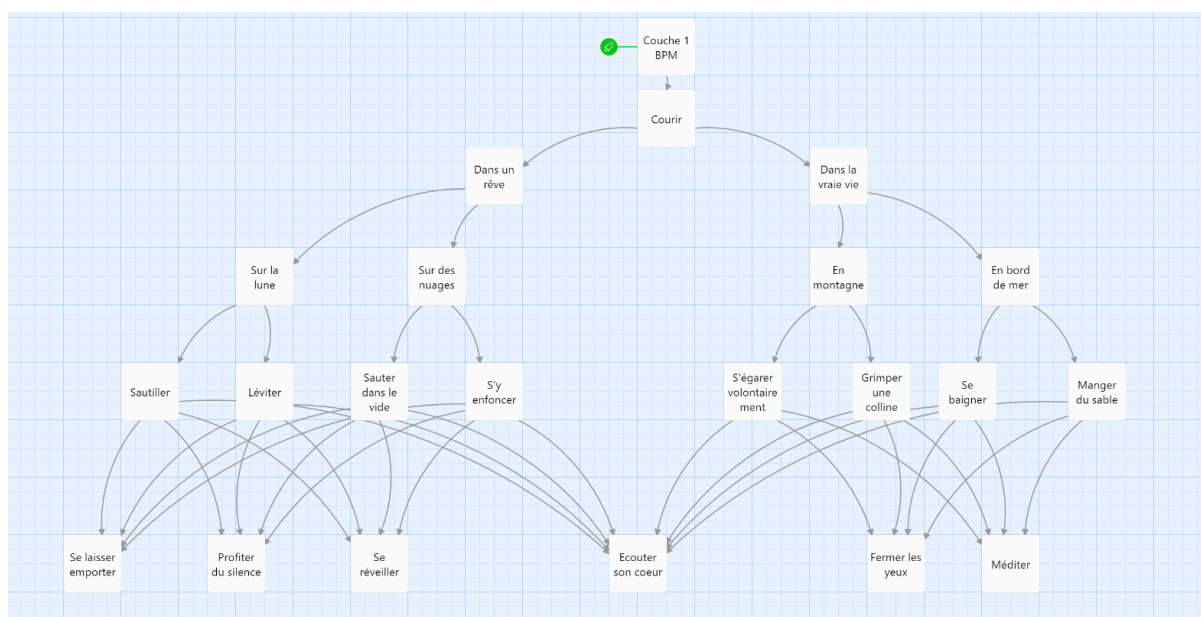 Couche 1
BPM
Courir
Dans un
rêve
Dans la
vraie vie
Sur la
lune
Sur des
nuages
En
montagne
En bord
de mer
Sautiller
Léviter
Sauter
dans le
vide
S'y
enfoncer
S'égarer
volontaire
ment
Grimper
une
colline
Se
baigner
Manger
du sable
Se laisser
emporter
Profiter
du silence
Se
réveiller
Ecouter
son coeur
Fermer les
yeux
Méditer